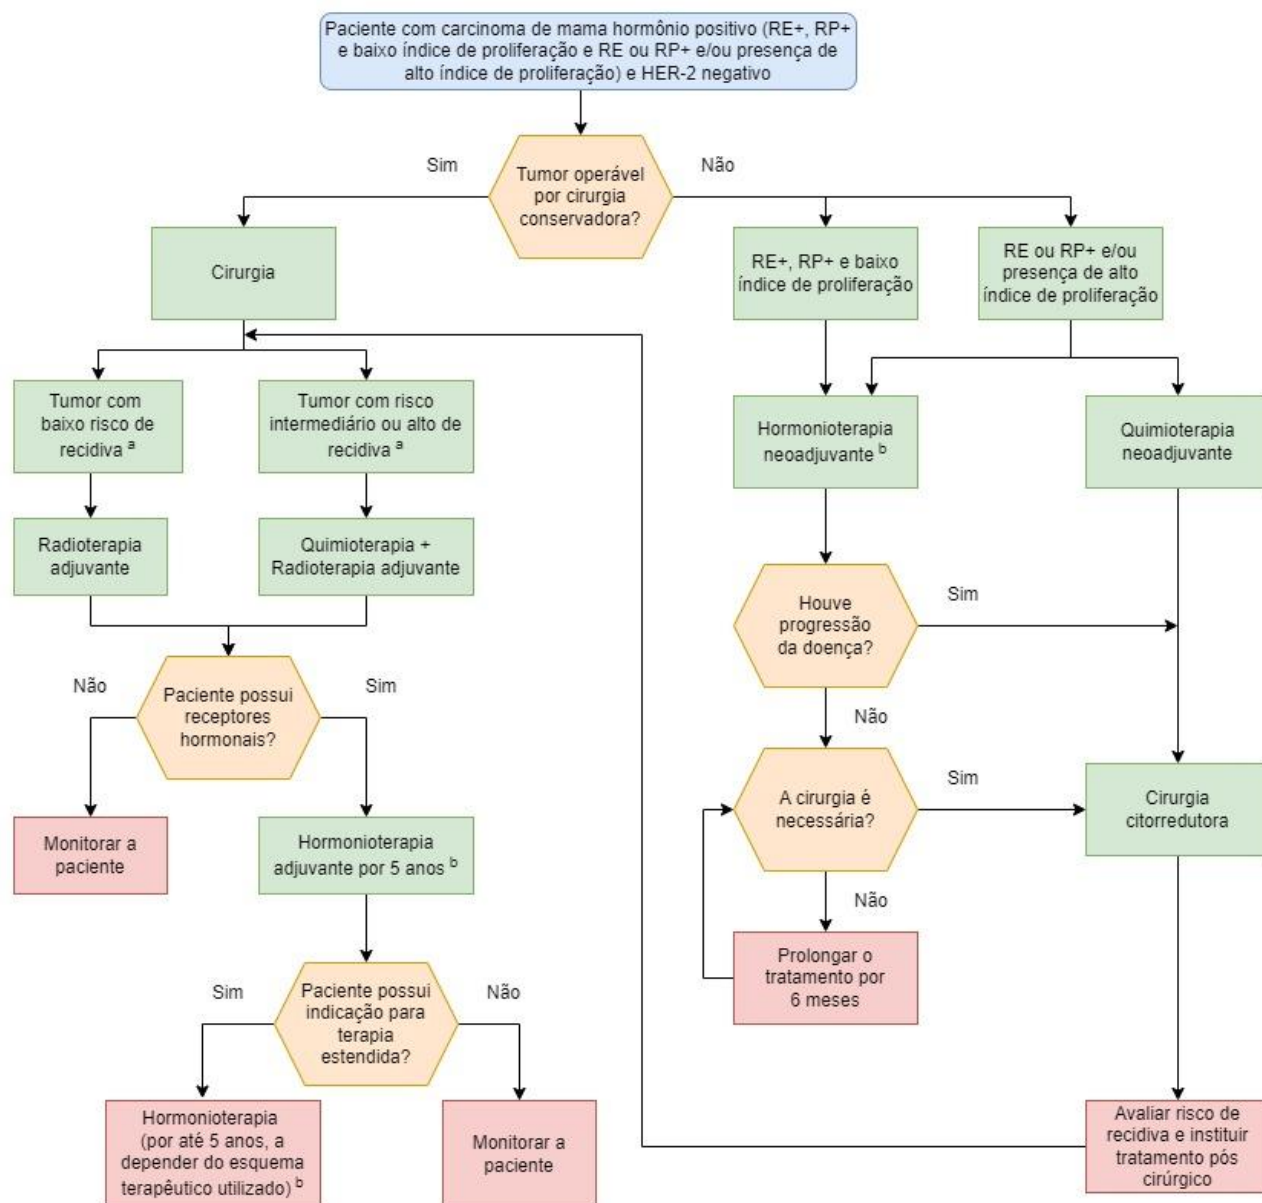 Paciente com carcinoma de mama hormônio positivo (RE+, RP+
e baixo índice de proliferação e RE ou RP+ e/ou presença de
alto índice de proliferação) e HER-2 negativo
Sim
Não
Tumor operável
por cirurgia
conservadora?
Cirurgia
RE+, RP+ e baixo
índice de proliferação
RE ou RP+ e/ou
presença de alto
índice de proliferação
Tumor com
baixo risco de
recidiva a
Tumor com risco
intermediário ou alto de
recidiva a
Hormonioterapia
neoadjuvante b
Quimioterapia
neoadjuvante
Radioterapia
adjuvante
Quimioterapia +
Radioterapia adjuvante
Houve
progressão
da doença?
Sim
Não
Não
Sim
Paciente possui
receptores
hormonais?
A cirurgia é
necessária?
Sim
Cirurgia
citorredutora
Monitorar a
paciente
Hormonioterapia
adjuvante por 5 anos b
Não
Prolongar o
tratamento por
6 meses
Sim
Não
Paciente possui
indicação para
terapia
estendida?
Hormonioterapia
(por até 5 anos, a
depender do esquema
terapêutico utilizado) b
Monitorar a
paciente
Avaliar risco de
recidiva e instituir
tratamento pós
cirúrgico